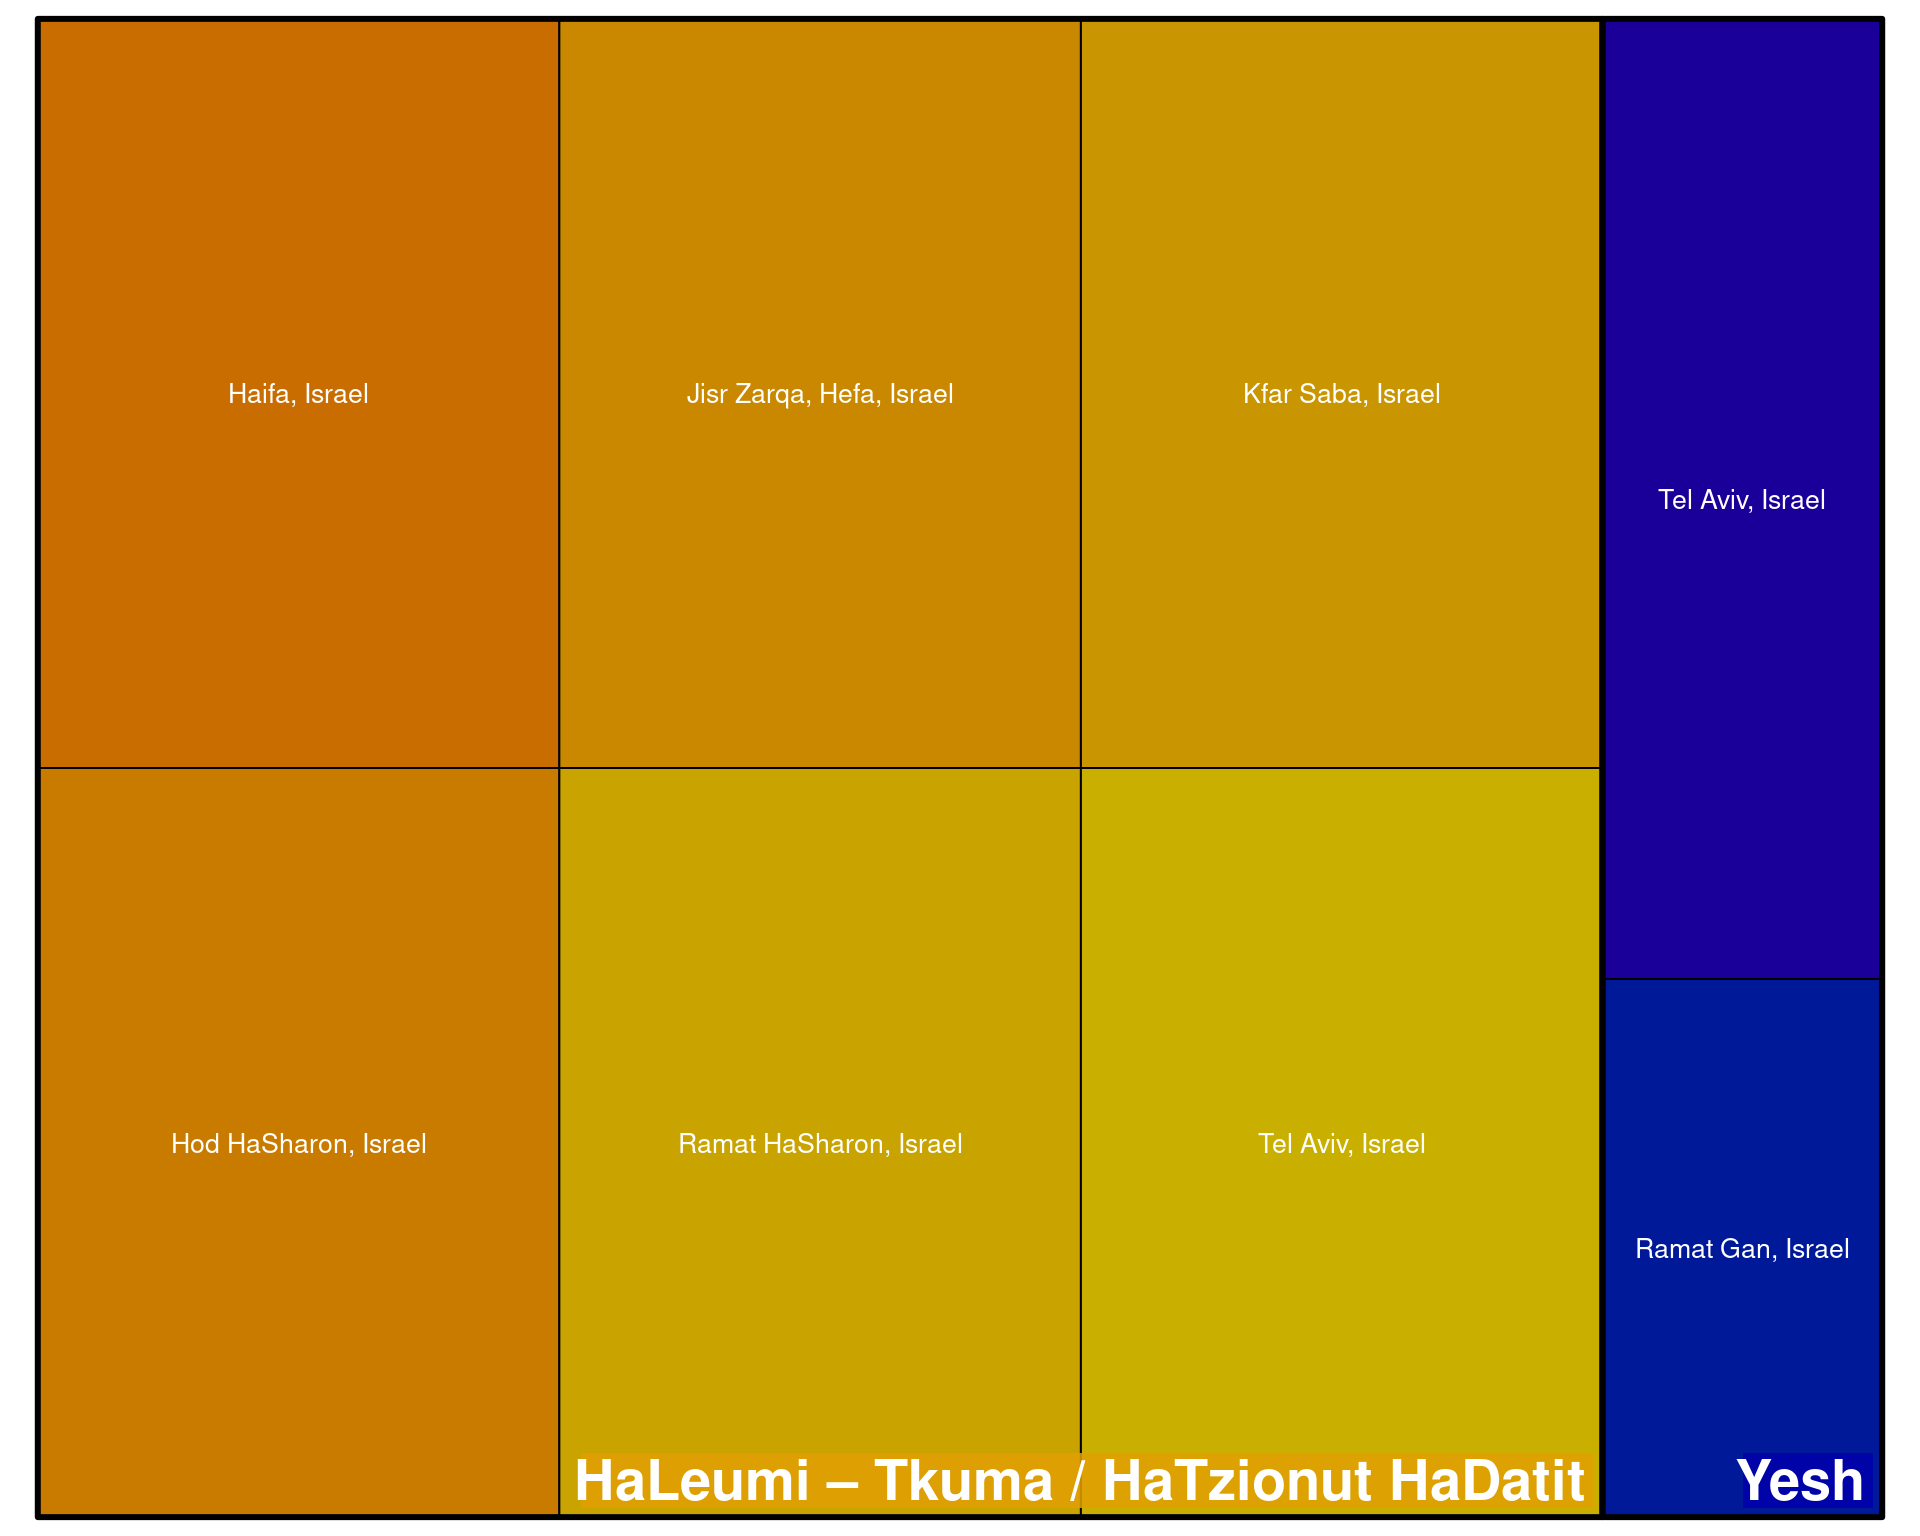 Haifa, Israel
Jisr Zarqa, Hefa, Israel
Kfar Saba, Israel
Tel Aviv, Israel
Hod HaSharon, Israel
Ramat HaSharon, Israel
Tel Aviv, Israel
Ramat Gan, Israel
HaLeumi – Tkuma / HaTzionut HaDatit
Yesh